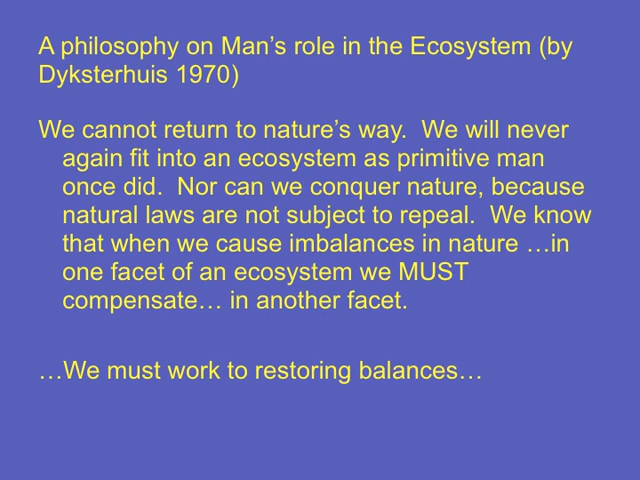 A philosophy on Man’s role in the Ecosystem (by
Dyksterhuis 1970)
We cannot return to nature’s way.  We will never
again fit into an ecosystem as primitive man
once did.  Nor can we conquer nature, because
natural laws are not subject to repeal.  We know
that when we cause imbalances in nature …in
one facet of an ecosystem we MUST
compensate… in another facet.
…We must work to restoring balances…